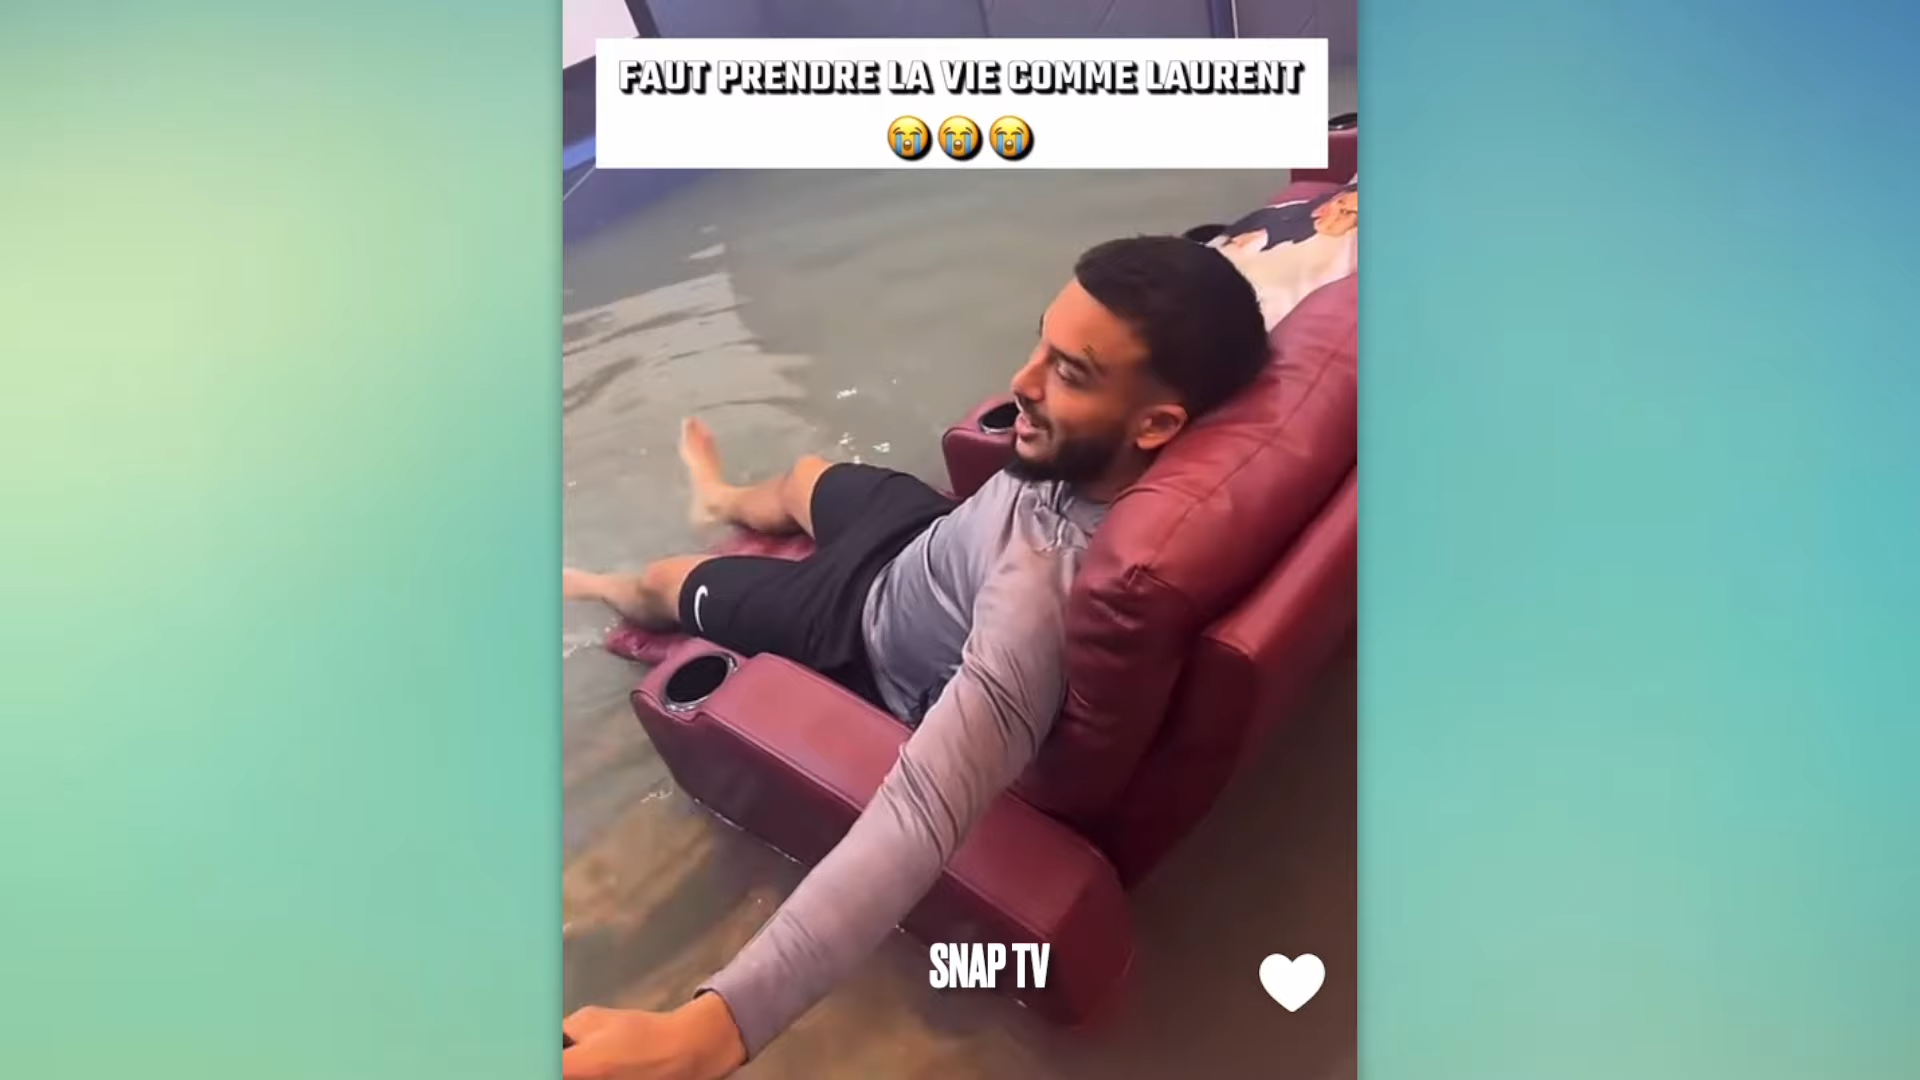 FAUT PRENDRE LA VIE COMME LAURENT
😭😭😭
SNAP TV